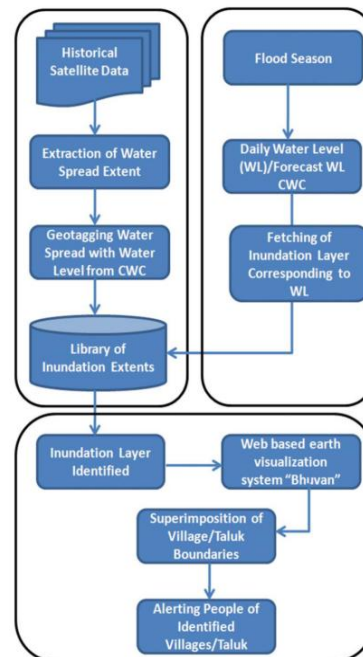 Historical
Satellite Data
Extraction of Water
Spread Extent
Geotagging Water
Spread with Water
Level from CWC
Library of
Inundation Extents
Flood Season
Daily Water Level
(WL)/Forecast WL
CWC
Fetching of
Inundation Layer
Corresponding to
WL
Inundation Layer
Identified
Web based earth
visualization
system "Bhuvan"
Superimposition of
Village/Taluk
Boundaries
Alerting People of
Identified
Villages/Taluk